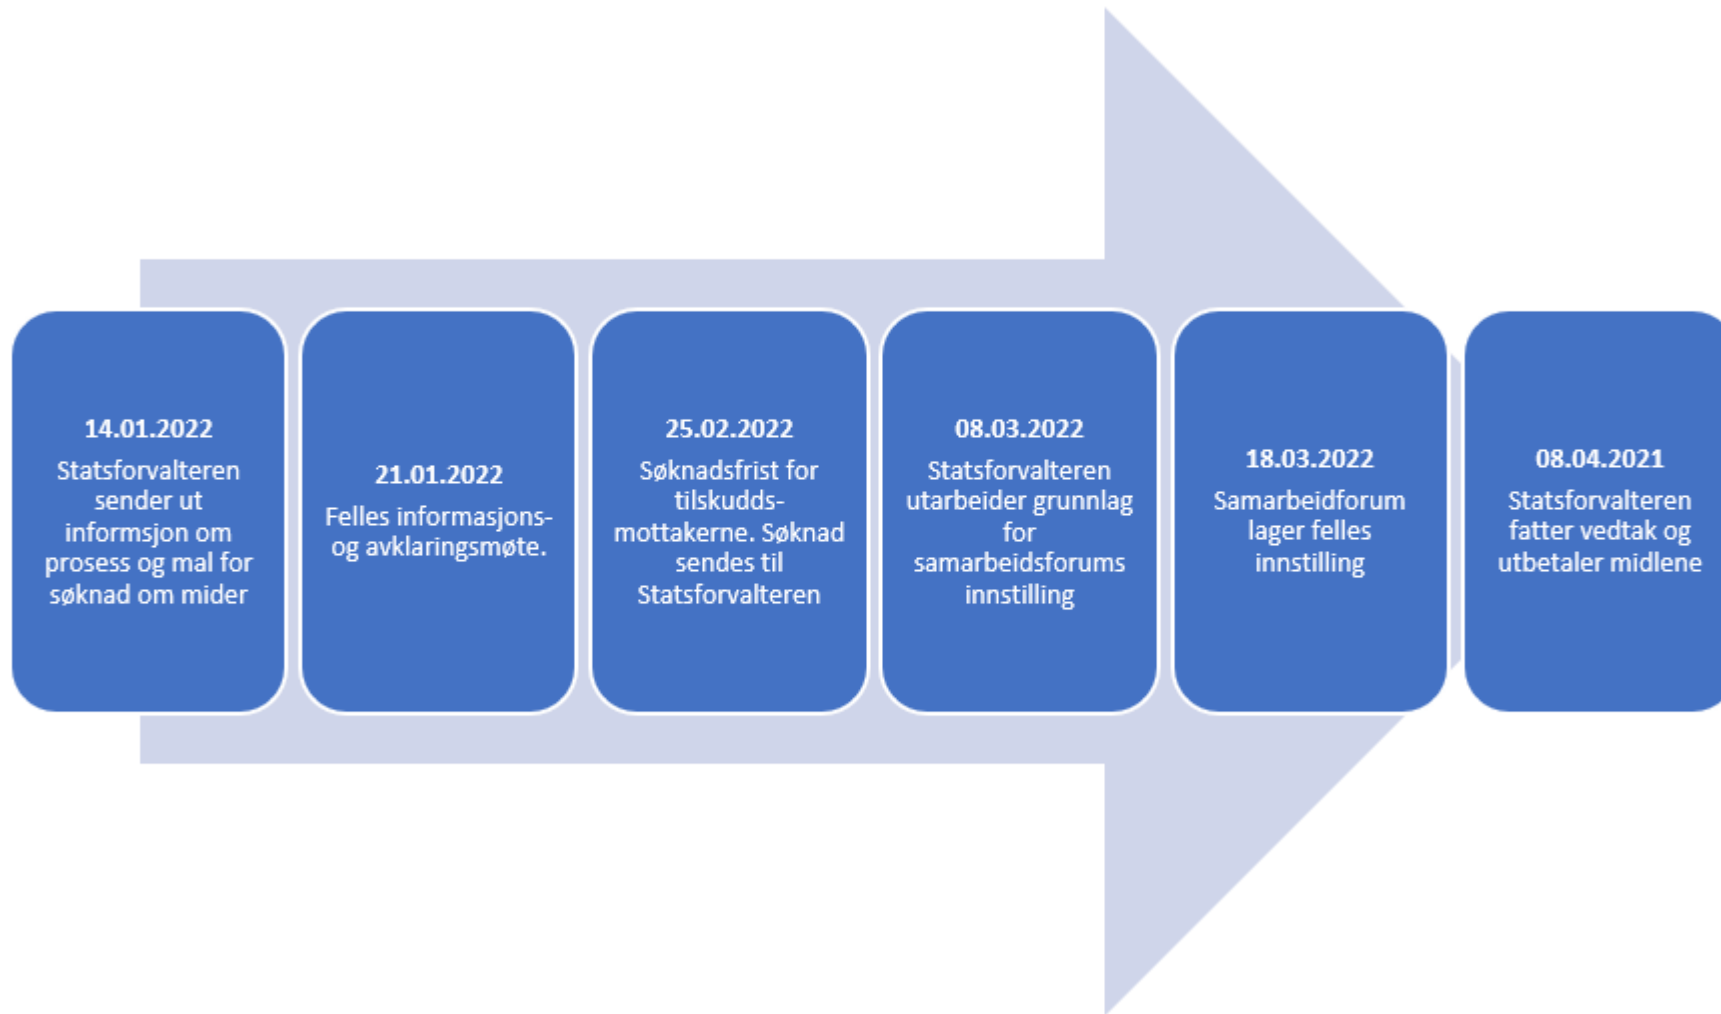 14.01.2022
Statsforvalteren
sender ut
informsjon om
prosess og mal for
søknad om mider
21.01.2022
Felles informasjons-
og avklaringsmøte.
25.02.2022
Søknadsfrist for
tilskudds-
mottakerne. Søknad
sendes til
Statsforvalteren
08.03.2022
Statsforvalteren
utarbeider grunnlag
for
samarbeidsforums
innstilling
18.03.2022
Samarbeidforum
lager felles
innstilling
08.04.2021
Statsforvalteren
fatter vedtak og
utbetaler midlene